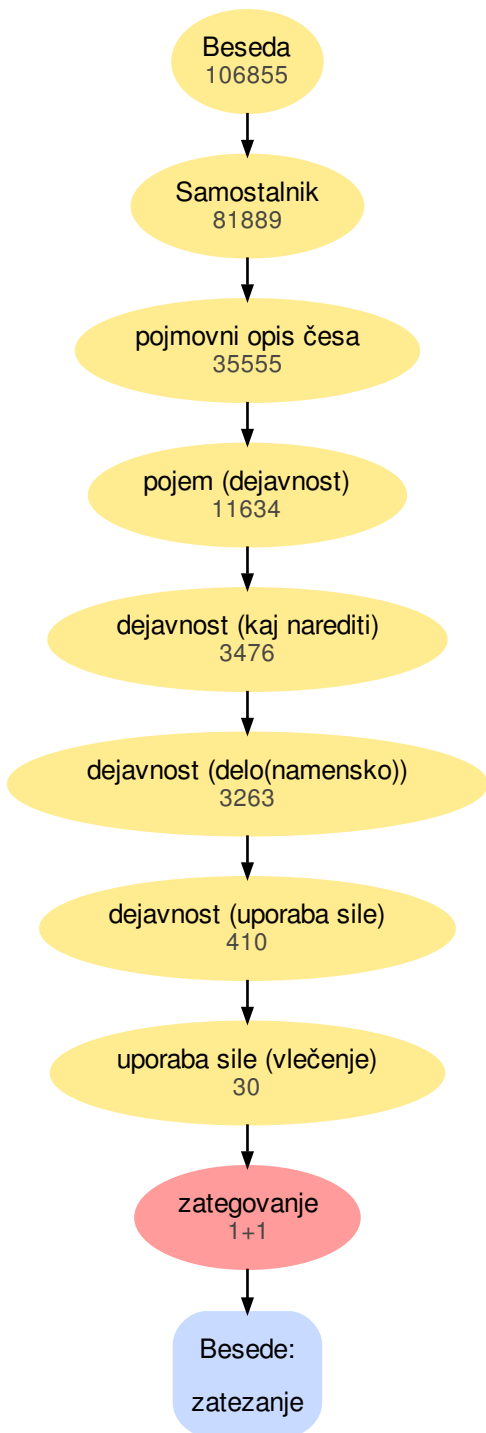 Beseda
106855
Samostalnik
81889
pojmovni opis česa
35555
pojem (dejavnost)
11634
dejavnost (kaj narediti)
3476
dejavnost (delo(namensko))
3263
dejavnost (uporaba sile)
410
uporaba sile (vlečenje)
30
zategovanje
1+1
Besede:
zatezanje